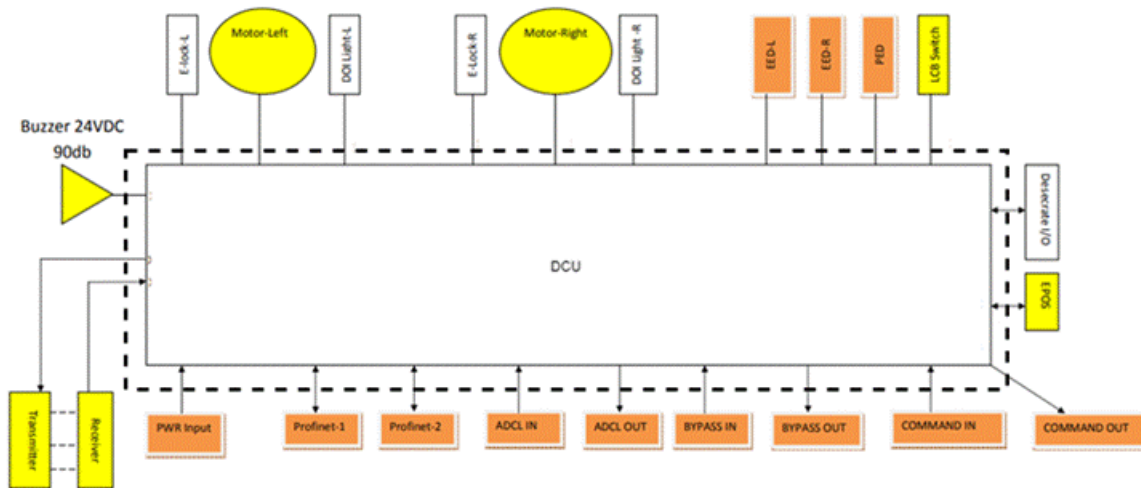 E-lock-L
Motor-Left
DOI Light-L
E-Lock-R
Motor-Right
DOI Light -R
EED-L
EED-R
PED
LCB Switch
Buzzer 24VDC
90db
Desecrate I/O
DCU
EPOS
Transmitter
Receiver
PWR Input
Profinet-1
Profinet-2
ADCL IN
ADCL OUT
BYPASS IN
BYPASS OUT
COMMAND IN
COMMAND OUT